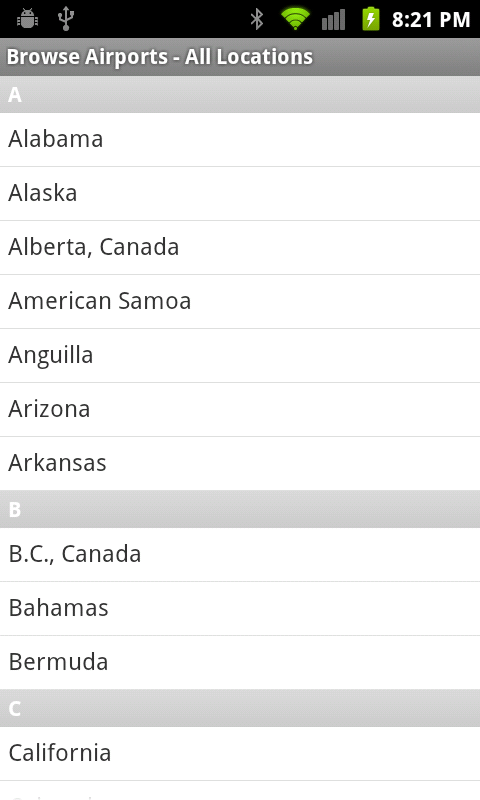 8:21 PM
Browse Airports - All Locations
A
Alabama
Alaska
Alberta, Canada
American Samoa
Anguilla
Arizona
Arkansas
B
B.C., Canada
Bahamas
Bermuda
C
California